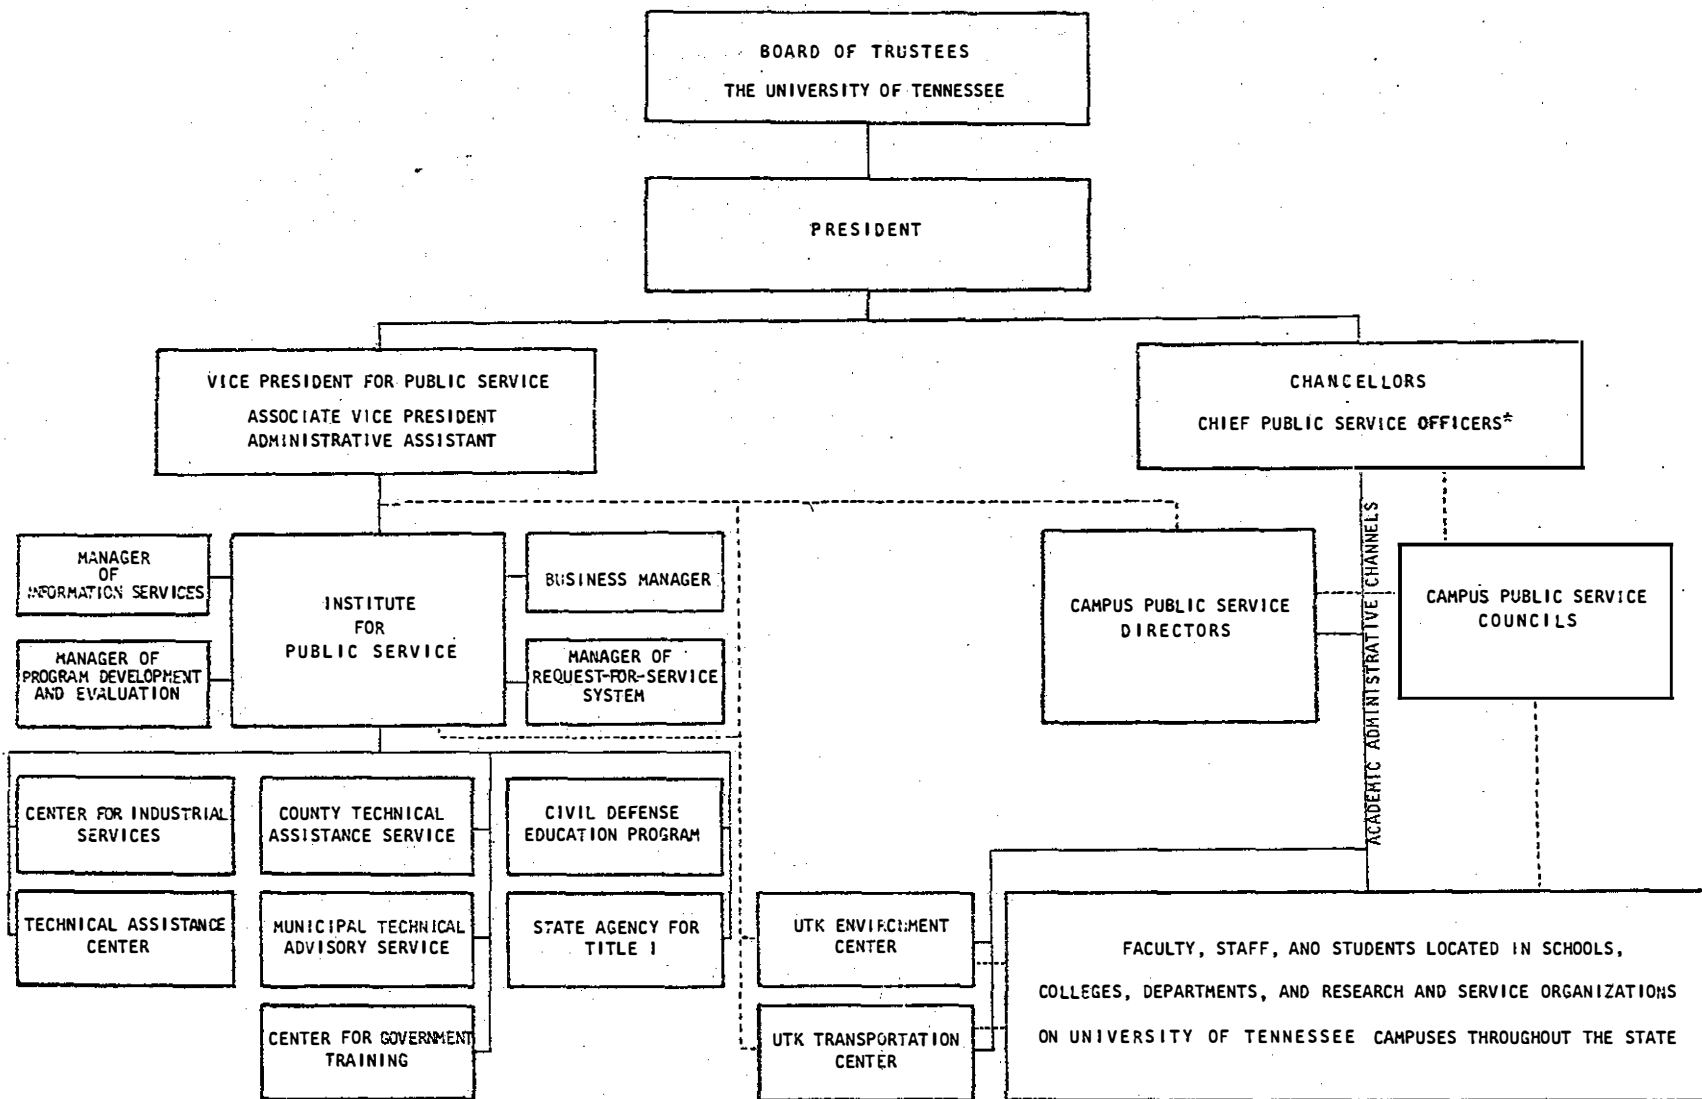 BOARD OF TRUSTEES
THE UNIVERSITY OF TENNESSEE
PRESIDENT
VICE PRESIDENT FOR PUBLIC SERVICE
ASSOCIATE VICE PRESIDENT
ADMINISTRATIVE ASSISTANT
CHANCELLORS
CHIEF PUBLIC SERVICE OFFICERS*
MANAGER
OF
INFORMATION SERVICES
INSTITUTE
FOR
PUBLIC SERVICE
BUSINESS MANAGER
MANAGER OF
PROGRAM DEVELOPMENT
AND EVALUATION
MANAGER OF
REQUEST-FOR-SERVICE
SYSTEM
CAMPUS PUBLIC SERVICE
DIRECTORS
ACADEMIC ADMINISTRATIVE CHANNELS
CAMPUS PUBLIC SERVICE
COUNCILS
CENTER FOR INDUSTRIAL
SERVICES
COUNTY TECHNICAL
ASSISTANCE SERVICE
CIVIL DEFENSE
EDUCATION PROGRAM
TECHNICAL ASSISTANCE
CENTER
MUNICIPAL TECHNICAL
ADVISORY SERVICE
STATE AGENCY FOR
TITLE I
UTK ENVIRONMENT
CENTER
CENTER FOR GOVERNMENT
TRAINING
UTK TRANSPORTATION
CENTER
FACULTY, STAFF, AND STUDENTS LOCATED IN SCHOOLS,
COLLEGES, DEPARTMENTS, AND RESEARCH AND SERVICE ORGANIZATIONS
ON UNIVERSITY OF TENNESSEE CAMPUSES THROUGHOUT THE STATE